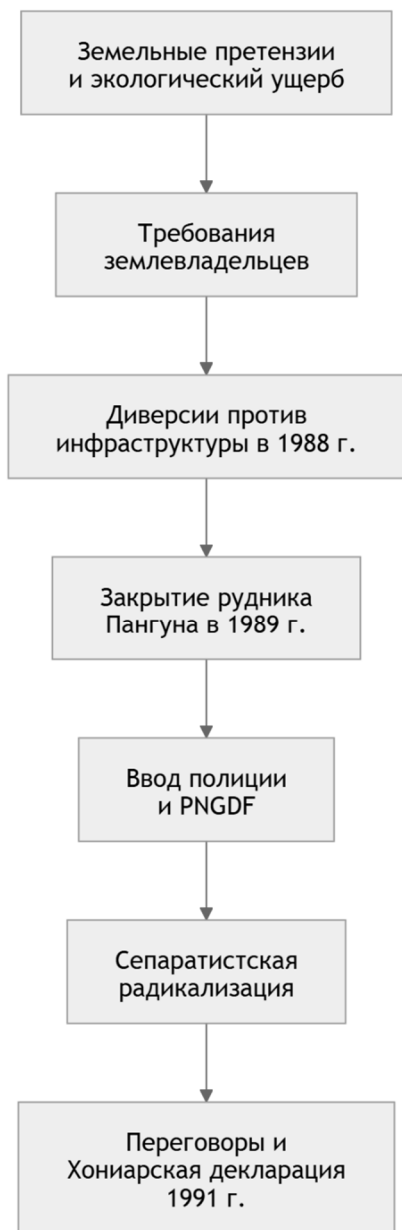 Земельные претензии
и экологический ущерб
Требования
землевладельцев
Диверсии против
инфраструктуры в 1988 г.
Закрытие рудника
Пангуна в 1989 г.
Ввод полиции
и PNGDF
Сепаратистская
радикализация
Переговоры и
Хониарская декларация
1991 г.